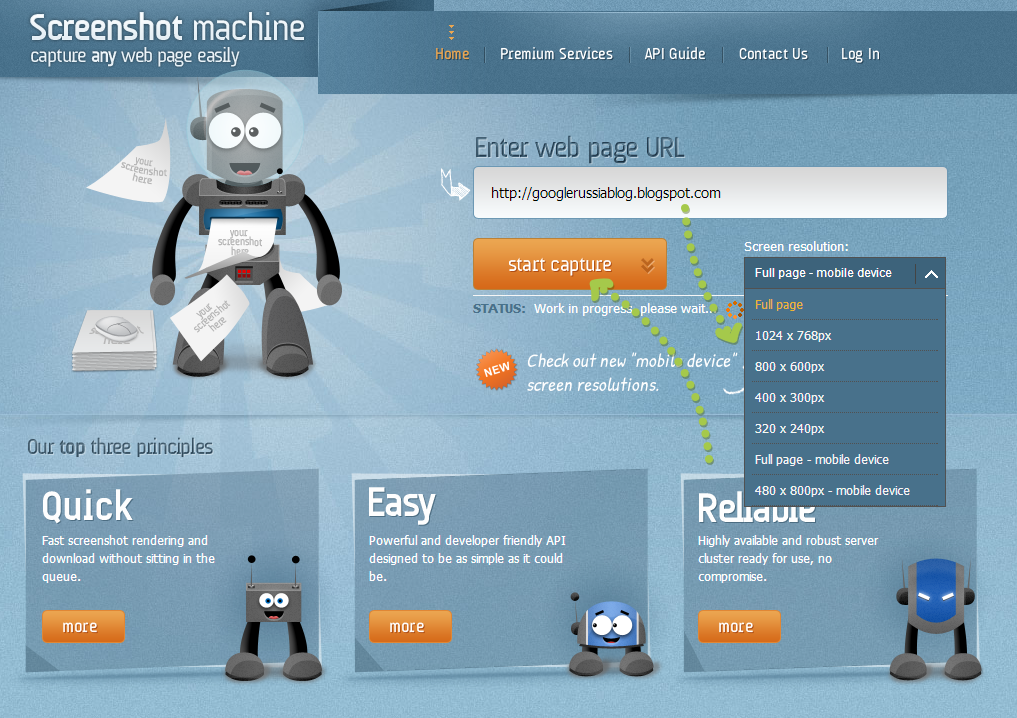 Screenshot machine
capture any web page easily
Home
Premium Services
API Guide
Contact Us
Log In
your
screenshot
here
your
screenshot
here
your
screenshot
here
here
Enter web page URL
http://googlerussiablog.blogspot.com
start capture
STATUS: Work in progress, please wait..
Screen resolution:
Full page - mobile device
Full page
1024 x 768px
800 x 600px
400 x 300px
320 x 240px
Full page - mobile device
480 x 800px - mobile device
NEW
Check out new "mobile device"
screen resolutions.
Our top three principles
Quick
Fast screenshot rendering and
download without sitting in the
queue.
more
Easy
Powerful and developer friendly API
designed to be as simple as it could
be.
more
Reliable
Highly available and robust server
cluster ready for use, no
compromise.
more